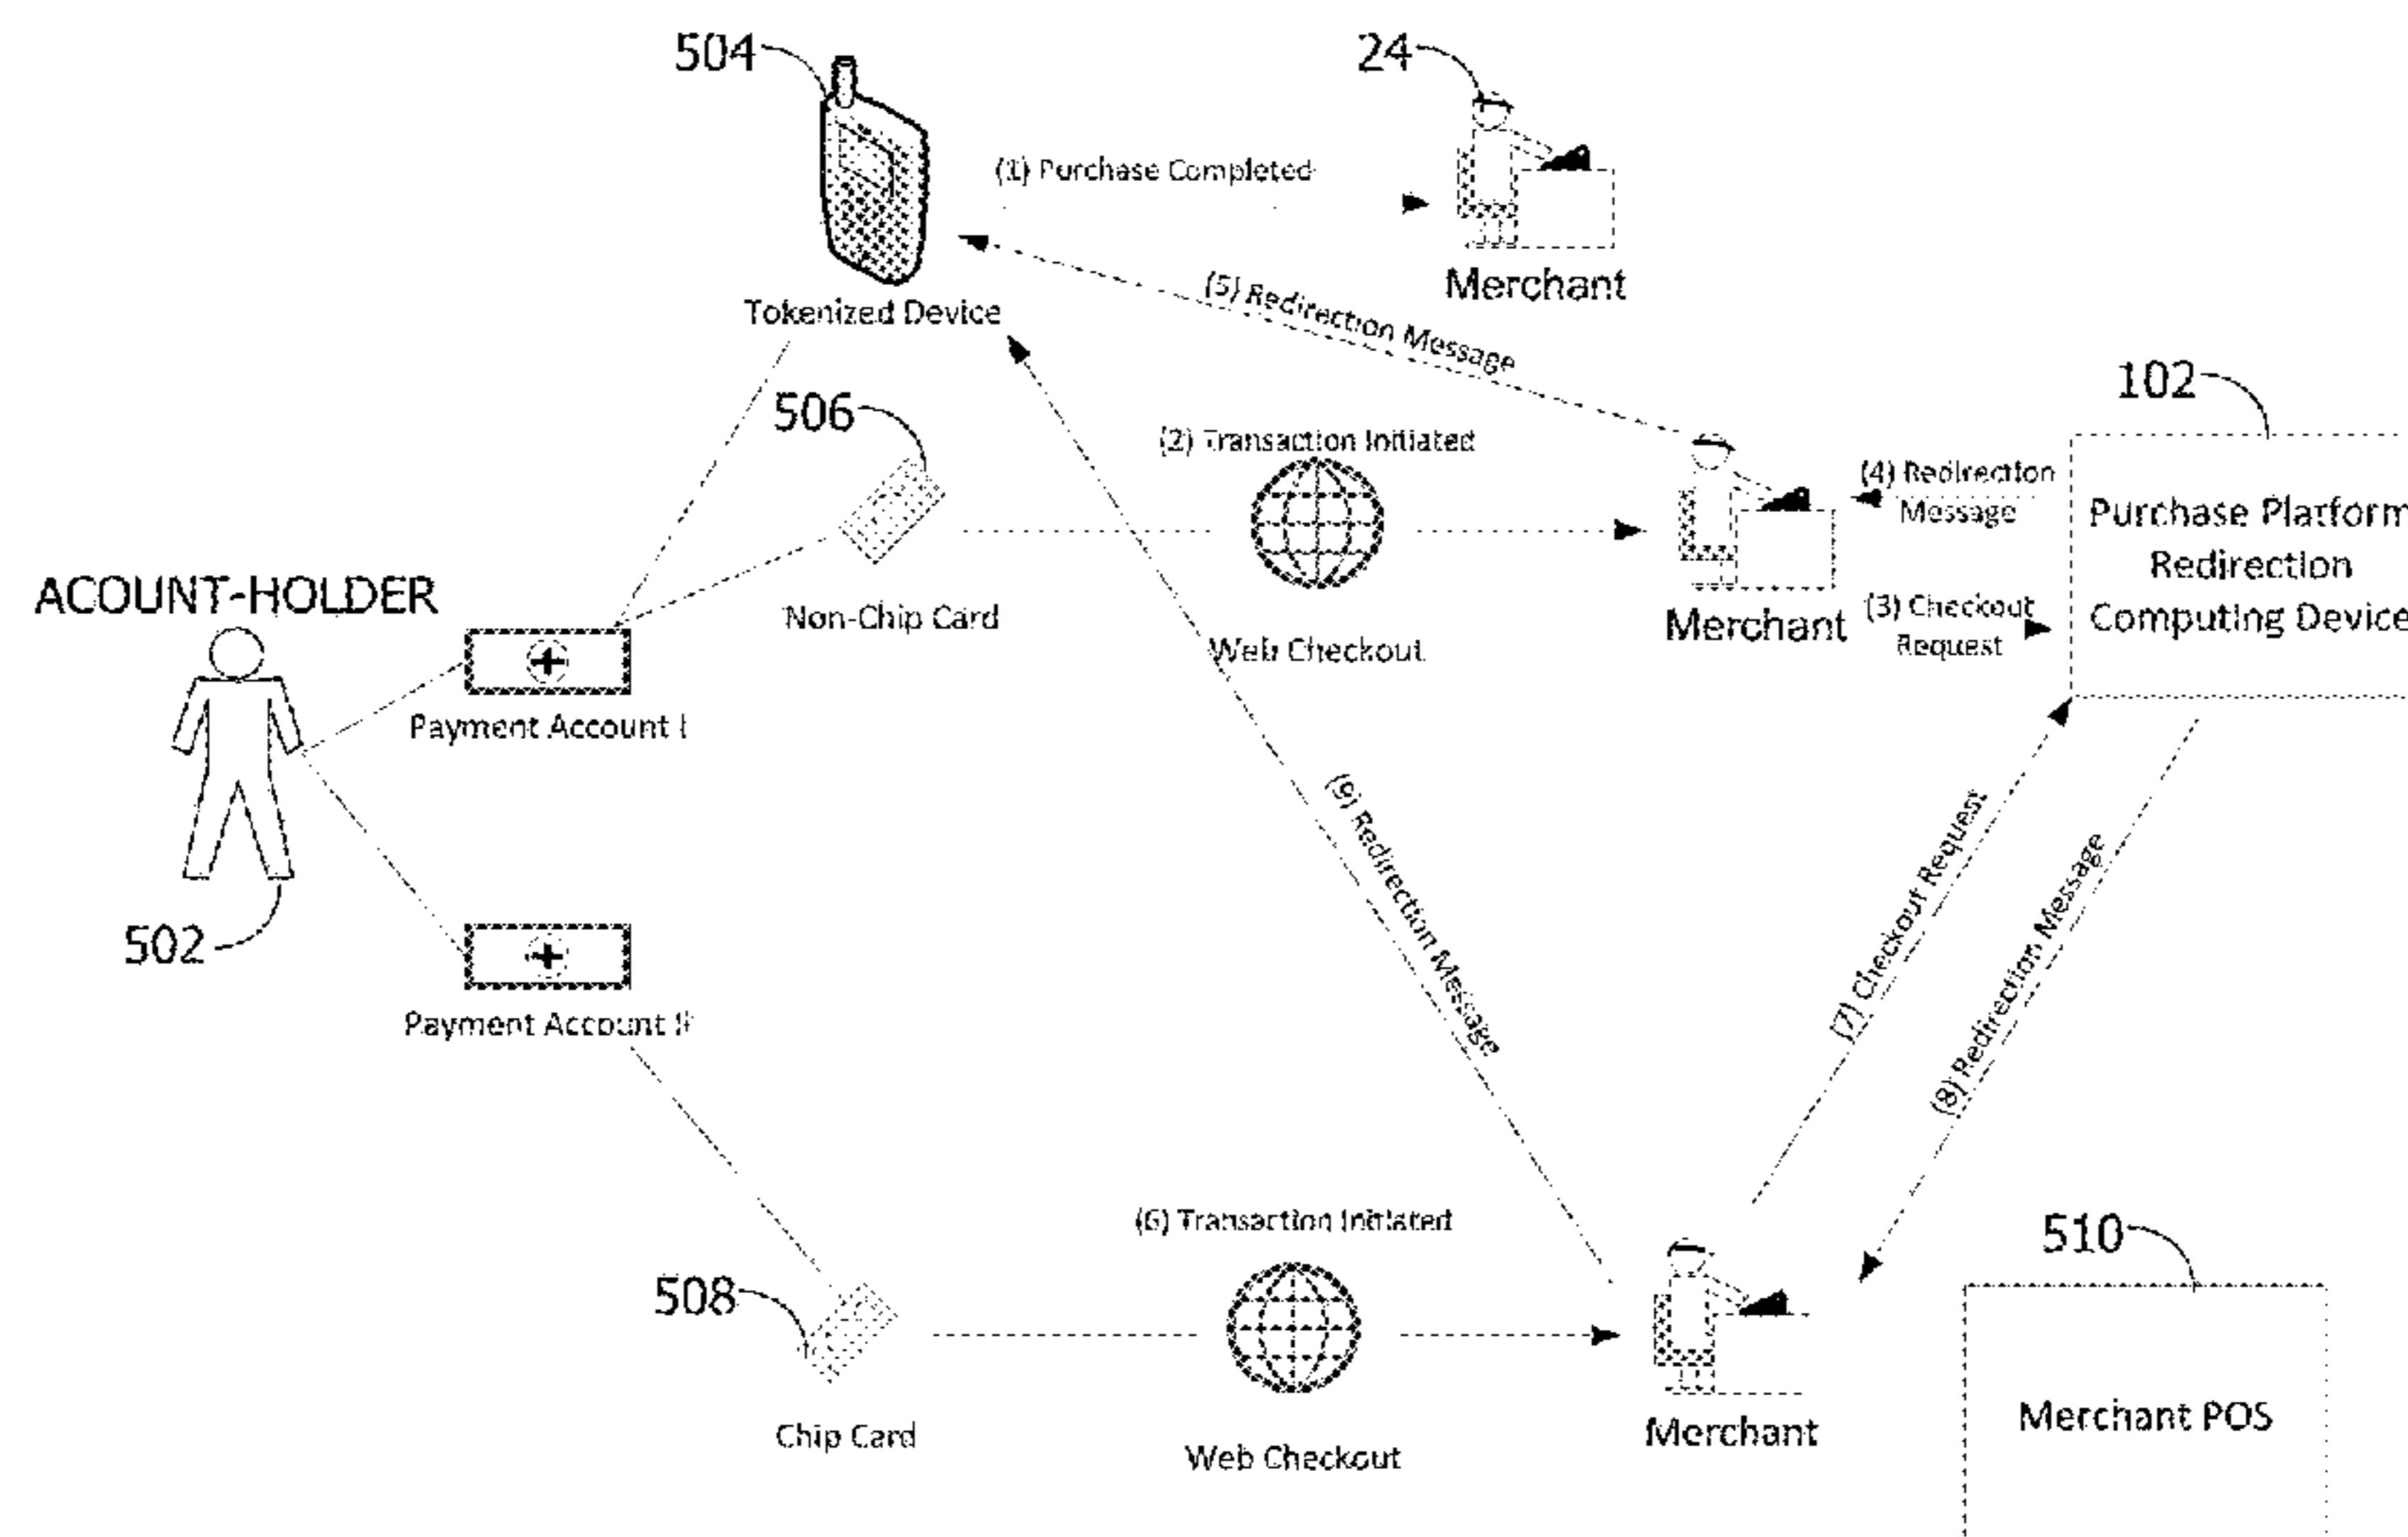 504
24
(1) Purchase Completed
Merchant
(5) Redirection Message
Tokenized Device
102
506
(2) Transaction Initiated
(4) Redirection
Message
Purchase Platform
Redirection
Computing Device
ACOUNT-HOLDER
Non-Chip Card
Web Checkout
Merchant
(3) Checkout
Request
Payment Account I
(9) Redirection Message
(7) Checkout Request
(8) Redirection Message
502
Payment Account II
(6) Transaction Initiated
510
508
Merchant POS
Chip Card
Web Checkout
Merchant